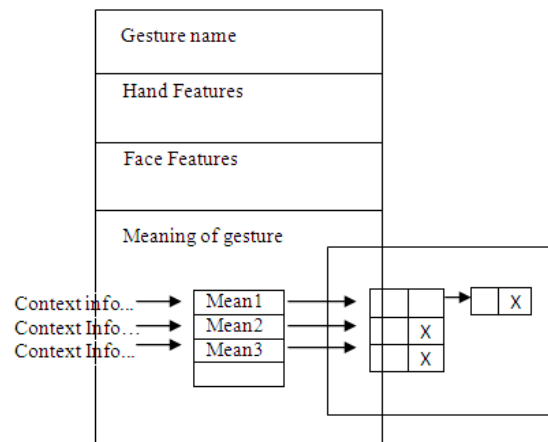 Gesture name
Hand Features
Face Features
Meaning of gesture
Context info... Mean1 X
Context Info... Mean2 X
Context Info... Mean3 X